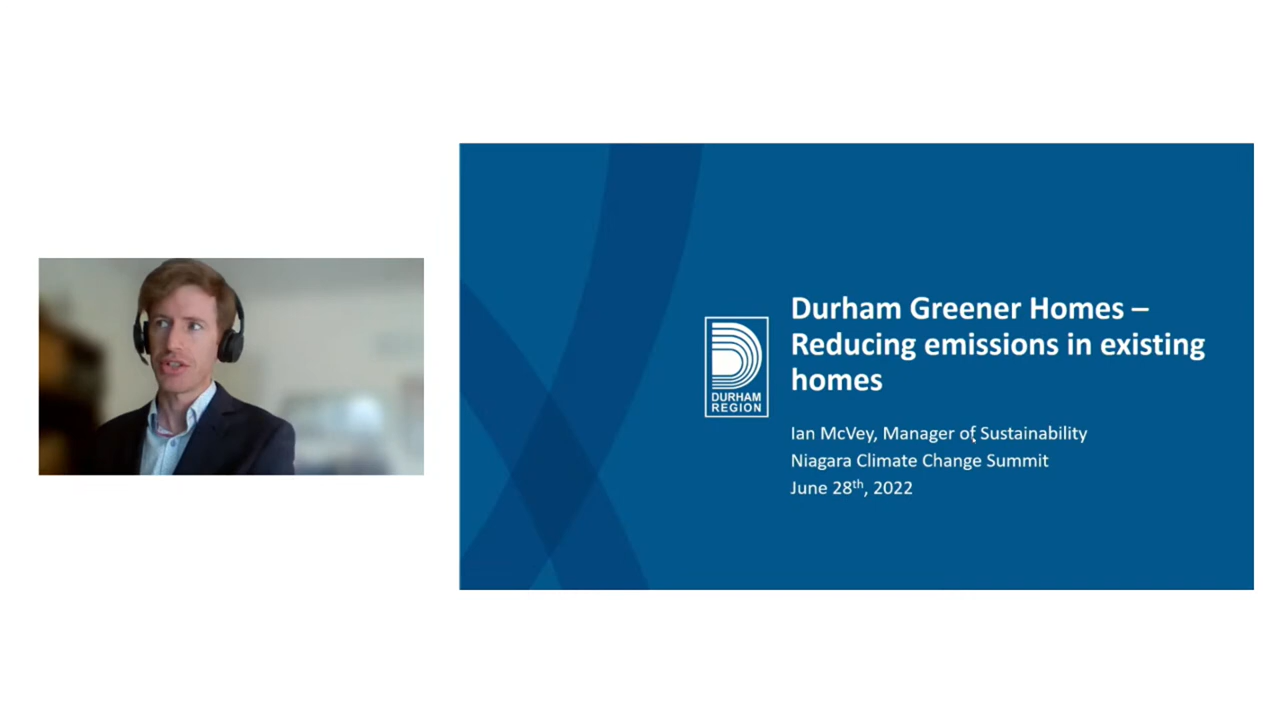 Durham Greener Homes –
Reducing emissions in existing
homes
DURHAM
REGION
Ian McVey, Manager of Sustainability
Niagara Climate Change Summit
June 28th, 2022